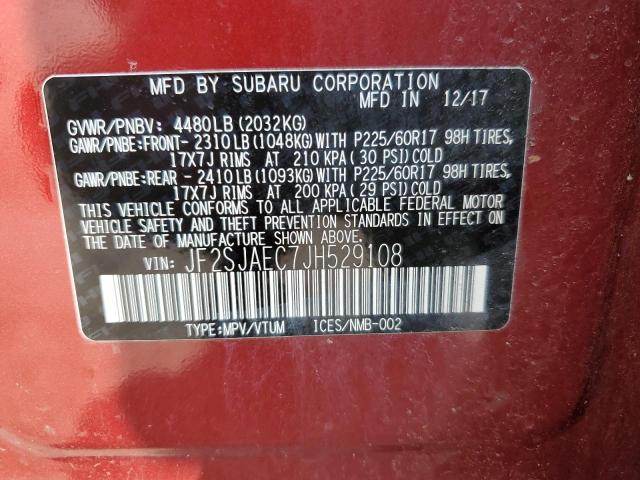 MFD BY SUBARU CORPORATION
MFD IN 12/17
GVWR/PNBV: 4480LB(2032KG)
GAWR/PNBE:FRONT- 2310LB(1048KG)WITH P225/60R17 98H TIRES,
17X7J RIMS AT 210 KPA(30 PSI)COLD
GAWR/PNBE:REAR - 2410LB(1093KG)WITH P225/60R17 98H TIRES,
17X7J RIMS AT 200 KPA(29 PSI)COLD
THIS VEHICLE CONFORMS TO ALL APPLICABLE FEDERAL MOTOR
VEHICLE SAFETY AND THEFT PREVENTION STANDARDS IN EFFECT
ON THE DATE OF MANUFACTURE SHOWN ABOVE.
VIN: JF2SJAEC7JH529108
TYPE:MPV/VTUM ICES/NMB-002